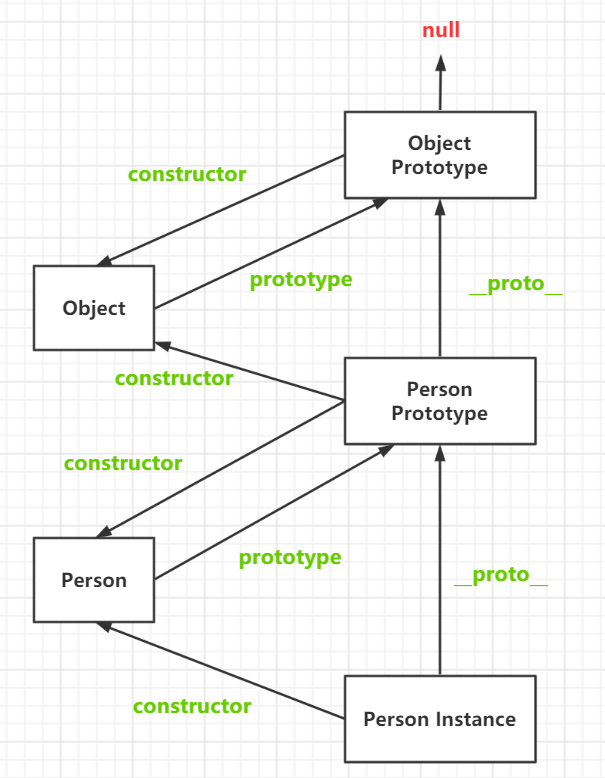 null
Object
Prototype
constructor
prototype
__proto__
Object
constructor
Person
Prototype
constructor
prototype
__proto__
Person
constructor
Person Instance